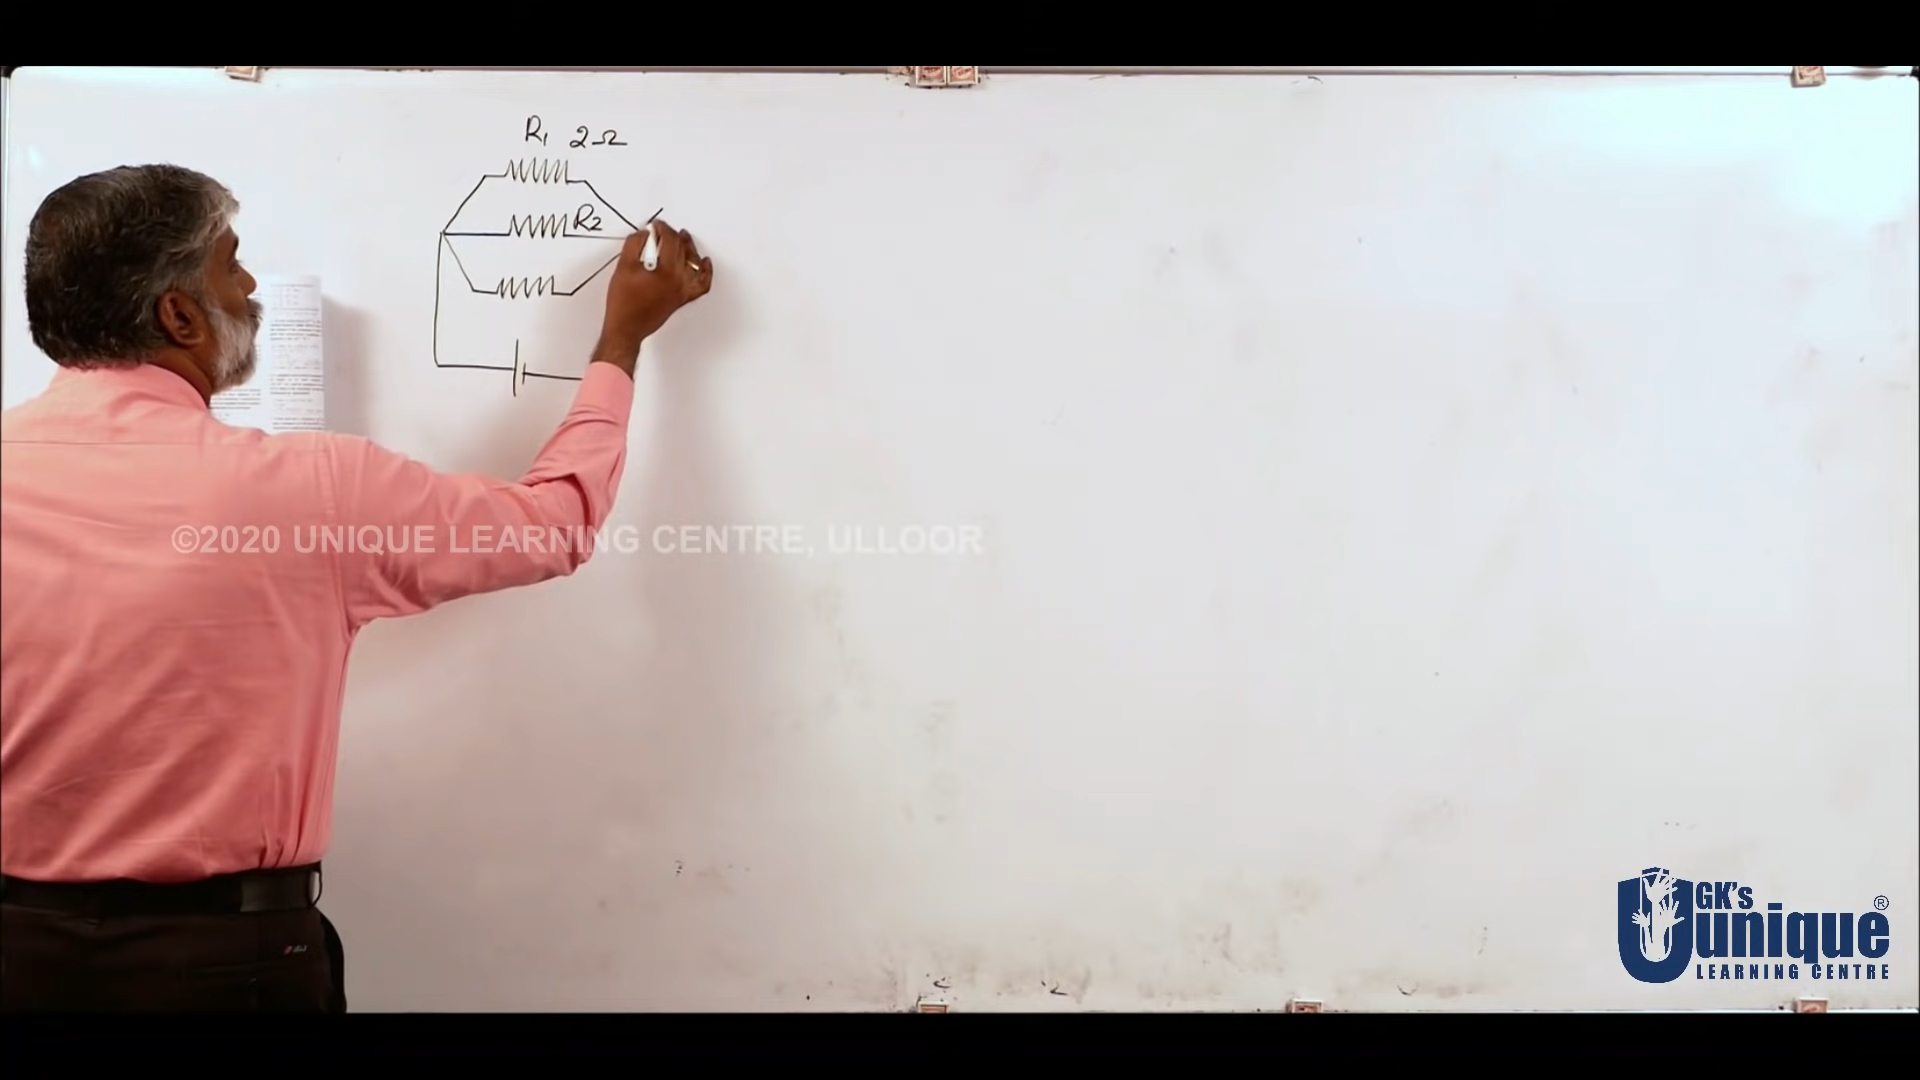 R1 2Ω
R2
©2020 UNIQUE LEARNING CENTRE, ULLOOR
GK's
unique®
LEARNING CENTRE